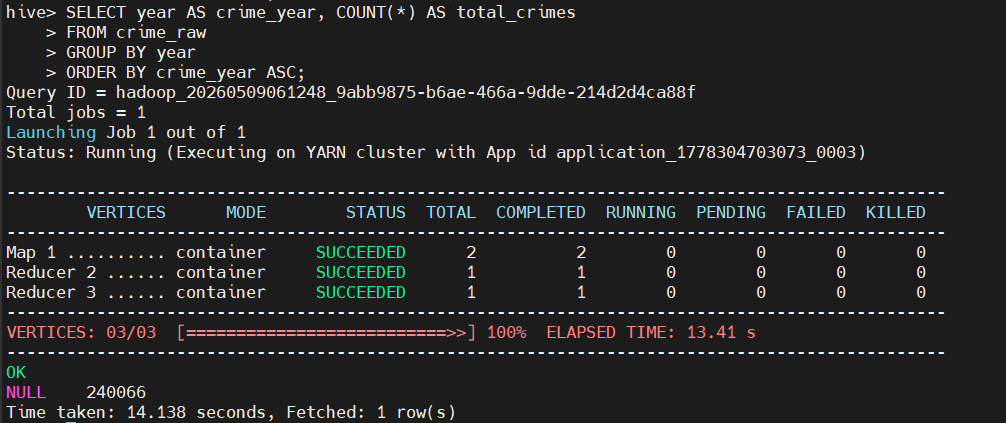 hive> SELECT year AS crime_year, COUNT(*) AS total_crimes
    > FROM crime_raw
    > GROUP BY year
    > ORDER BY crime_year ASC;
Query ID = hadoop_20260509061248_9abb9875-b6ae-466a-9dde-214d2d4ca88f
Total jobs = 1
Launching Job 1 out of 1
Status: Running (Executing on YARN cluster with App id application_1778304703073_0003)
----------------------------------------------------------------------------------------------
        VERTICES      MODE        STATUS  TOTAL  COMPLETED  RUNNING  PENDING  FAILED  KILLED
----------------------------------------------------------------------------------------------
Map 1 .......... container     SUCCEEDED      2          2        0        0       0       0
Reducer 2 ...... container     SUCCEEDED      1          1        0        0       0       0
Reducer 3 ...... container     SUCCEEDED      1          1        0        0       0       0
----------------------------------------------------------------------------------------------
VERTICES: 03/03  [==========================>>] 100%  ELAPSED TIME: 13.41 s
----------------------------------------------------------------------------------------------
OK
NULL    240066
Time taken: 14.138 seconds, Fetched: 1 row(s)